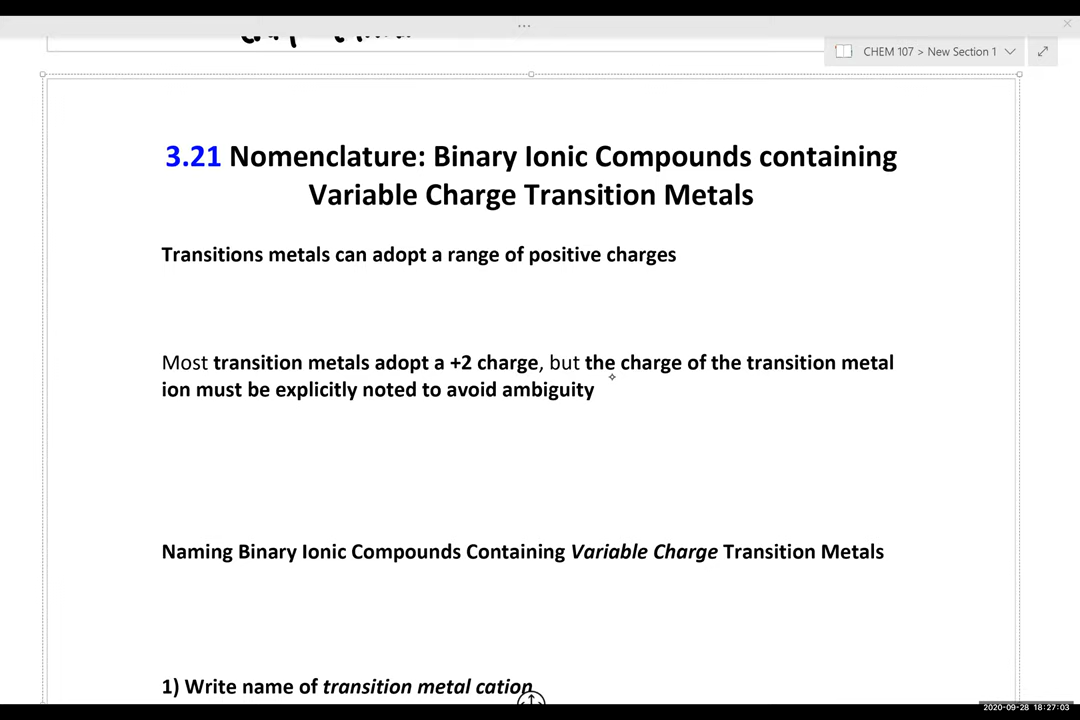 CHEM 107 > New Section 1
3.21 Nomenclature: Binary Ionic Compounds containing
Variable Charge Transition Metals
Transitions metals can adopt a range of positive charges
Most transition metals adopt a +2 charge, but the charge of the transition metal
ion must be explicitly noted to avoid ambiguity
Naming Binary Ionic Compounds Containing Variable Charge Transition Metals
1) Write name of transition metal cation
2020-09-28 18:27:03